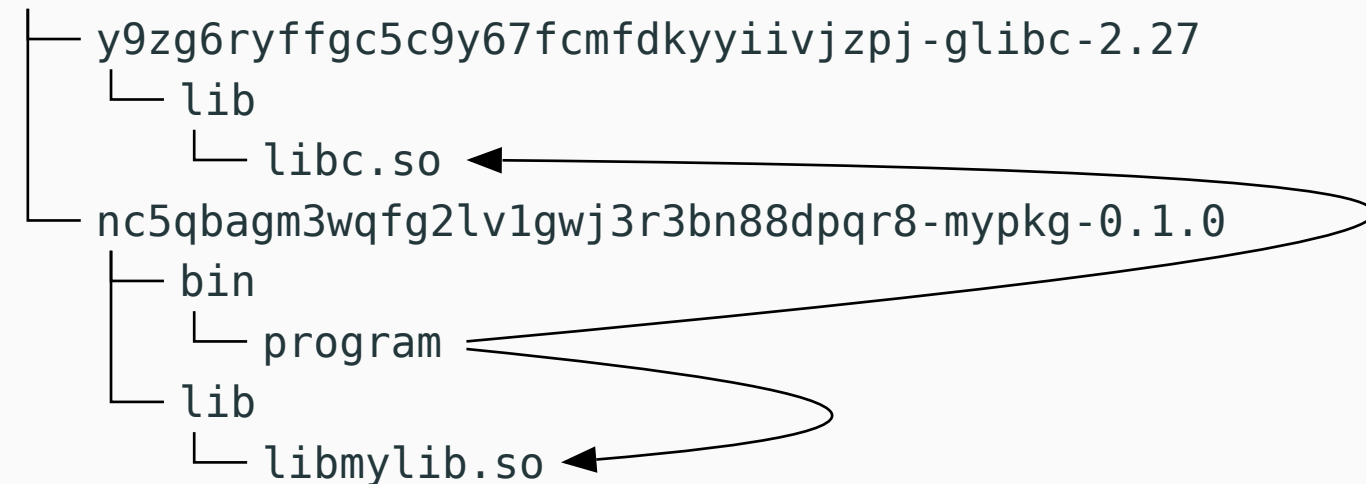 y9zg6ryffgc5c9y67fcmfdkyyiivjzpj-glibc-2.27
lib
libc.so
nc5qbagm3wqfg2lv1gwj3r3bn88dpqr8-mypkg-0.1.0
bin
program
lib
libmylib.so